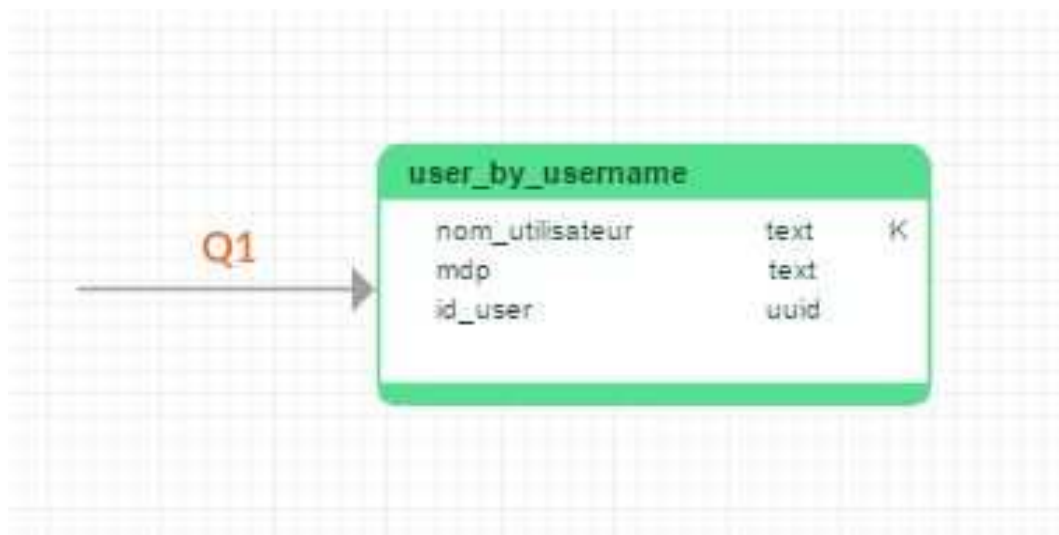 user_by_username
Q1
nom_utilisateur text K
mdp text
id_user uuid